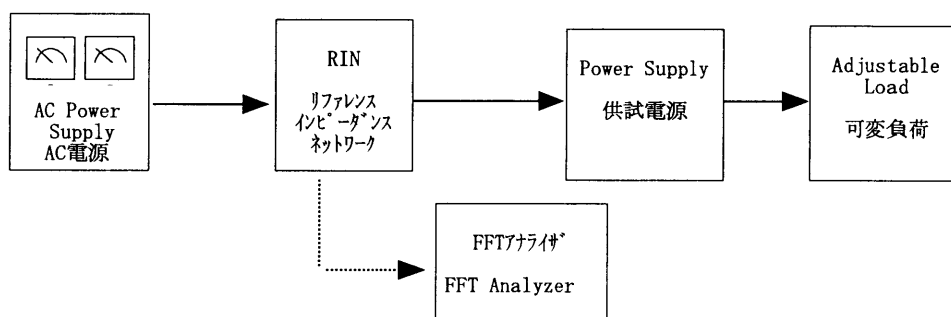 AC Power
Supply
AC電源
RIN
ﾘﾌｧﾚﾝｽ
ｲﾝﾋﾟｰﾀﾞﾝｽ
ﾈｯﾄﾜｰｸ
Power Supply
供試電源
Adjustable
Load
可変負荷
FFTｱﾅﾗｲｻﾞ
FFT Analyzer